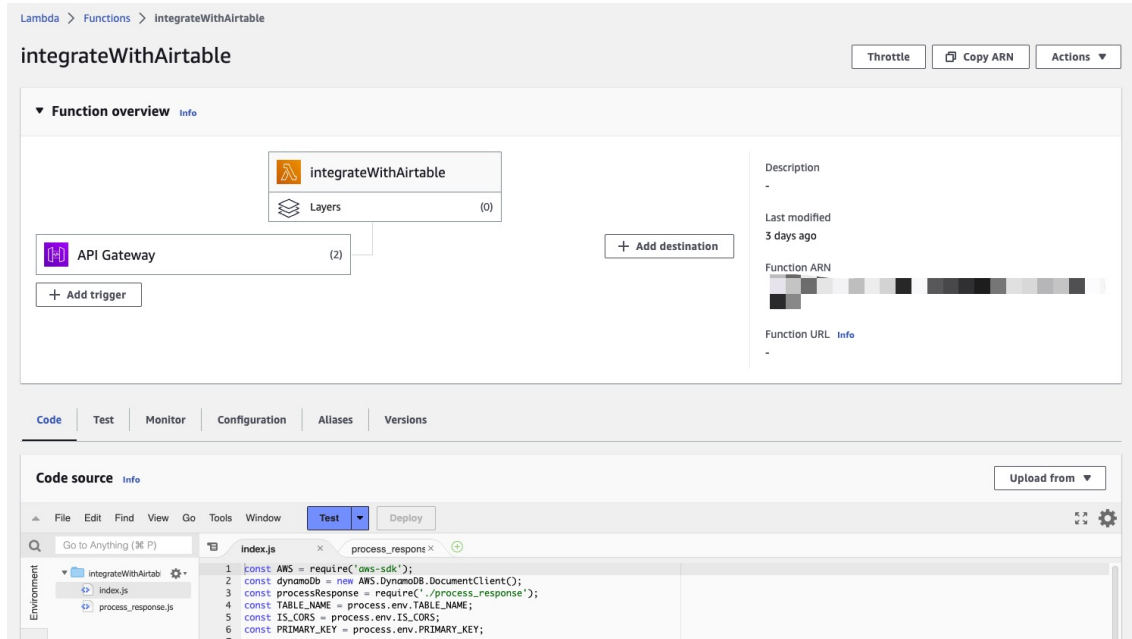 Lambda > Functions > integrateWithAirtable
integrateWithAirtable
Throttle Copy ARN Actions ▼
▼ Function overview Info
integrateWithAirtable
Layers (0)
API Gateway (2)
+ Add trigger
+ Add destination
Description
-
Last modified
3 days ago
Function ARN
Function URL Info
-
Code Test Monitor Configuration Aliases Versions
Code source Info
Upload from ▼
File Edit Find View Go Tools Window Test Deploy
Go to Anything (⌘ P)
index.js × process_respons ×
Environment
integrateWithAirtabl
index.js
process_response.js
1 const AWS = require('aws-sdk');
2 const dynamoDb = new AWS.DynamoDB.DocumentClient();
3 const processResponse = require('./process_response');
4 const TABLE_NAME = process.env.TABLE_NAME;
5 const IS_CORS = process.env.IS_CORS;
6 const PRIMARY_KEY = process.env.PRIMARY_KEY;